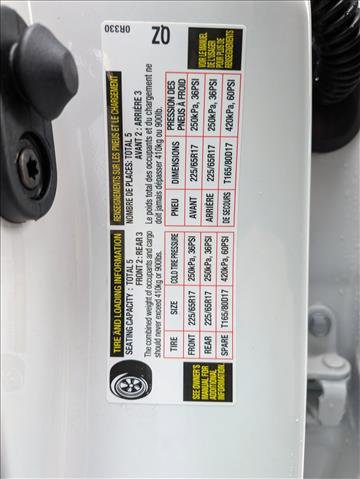 TIRE AND LOADING INFORMATION
SEATING CAPACITY : TOTAL 5
FRONT 2 : REAR 3
The combined weight of occupants and cargo
should never exceed 410kg or 900lbs.
TIRE SIZE COLD TIRE PRESSURE
FRONT 225/65R17 250kPa, 36PSI
REAR 225/65R17 250kPa, 36PSI
SPARE T165/80D17 420kPa, 60PSI
SEE OWNER'S
MANUAL FOR
ADDITIONAL
INFORMATION.
RENSEIGNEMENTS SUR LES PNEUS ET LE CHARGEMENT
NOMBRE DE PLACES: TOTAL 5
AVANT 2 : ARRIÈRE 3
Le poids total des occupants et du chargement ne
doit jamais dépasser 410kg ou 900lb.
PNEU DIMENSIONS PRESSION DES
PNEUS À FROID
AVANT 225/65R17 250kPa, 36PSI
ARRIÈRE 225/65R17 250kPa, 36PSI
DE SECOURS T165/80D17 420kPa, 60PSI
VOIR LE MANUEL
DE L'USAGER
POUR PLUS DE
RENSEIGNEMENTS
0R330
QZ